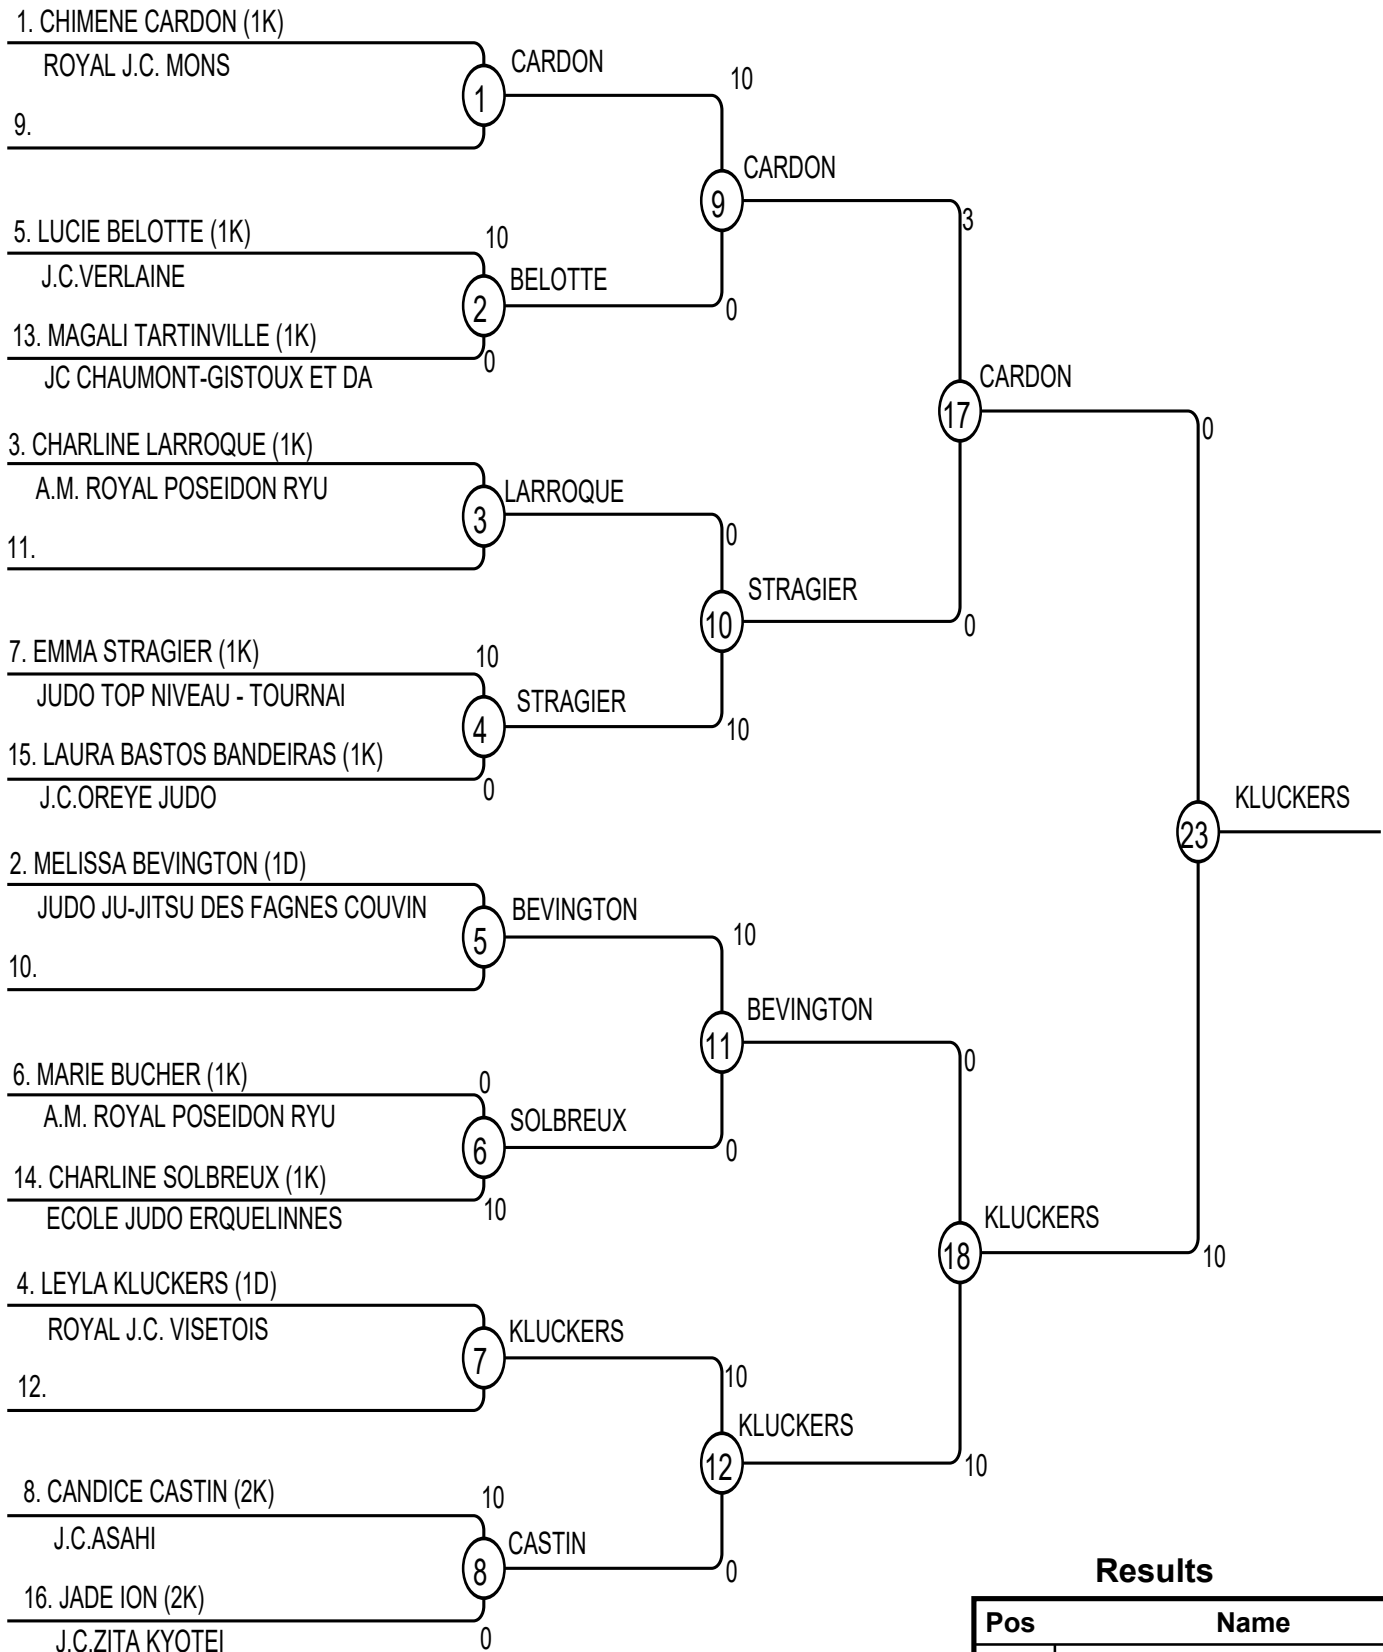 1. CHIMENE CARDON (1K)
ROYAL J.C. MONS
9.
1
CARDON
10
5. LUCIE BELOTTE (1K)
10
J.C.VERLAINE
2
BELOTTE
13. MAGALI TARTINVILLE (1K)
0
JC CHAUMONT-GISTOUX ET DA
9
CARDON
0
3
3. CHARLINE LARROQUE (1K)
A.M. ROYAL POSEIDON RYU
11.
3
LARROQUE
0
7. EMMA STRAGIER (1K)
10
JUDO TOP NIVEAU - TOURNAI
4
STRAGIER
15. LAURA BASTOS BANDEIRAS (1K)
0
J.C.OREYE JUDO
10
STRAGIER
10
0
17
CARDON
0
2. MELISSA BEVINGTON (1D)
JUDO JU-JITSU DES FAGNES COUVIN
10.
5
BEVINGTON
10
6. MARIE BUCHER (1K)
0
A.M. ROYAL POSEIDON RYU
6
SOLBREUX
14. CHARLINE SOLBREUX (1K)
10
ECOLE JUDO ERQUELINNES
11
BEVINGTON
0
0
4. LEYLA KLUCKERS (1D)
ROYAL J.C. VISETOIS
12.
7
KLUCKERS
10
8. CANDICE CASTIN (2K)
10
J.C.ASAHI
8
CASTIN
16. JADE ION (2K)
0
J.C.ZITA KYOTEI
12
KLUCKERS
0
10
18
KLUCKERS
10
23
KLUCKERS
Results
Pos Name